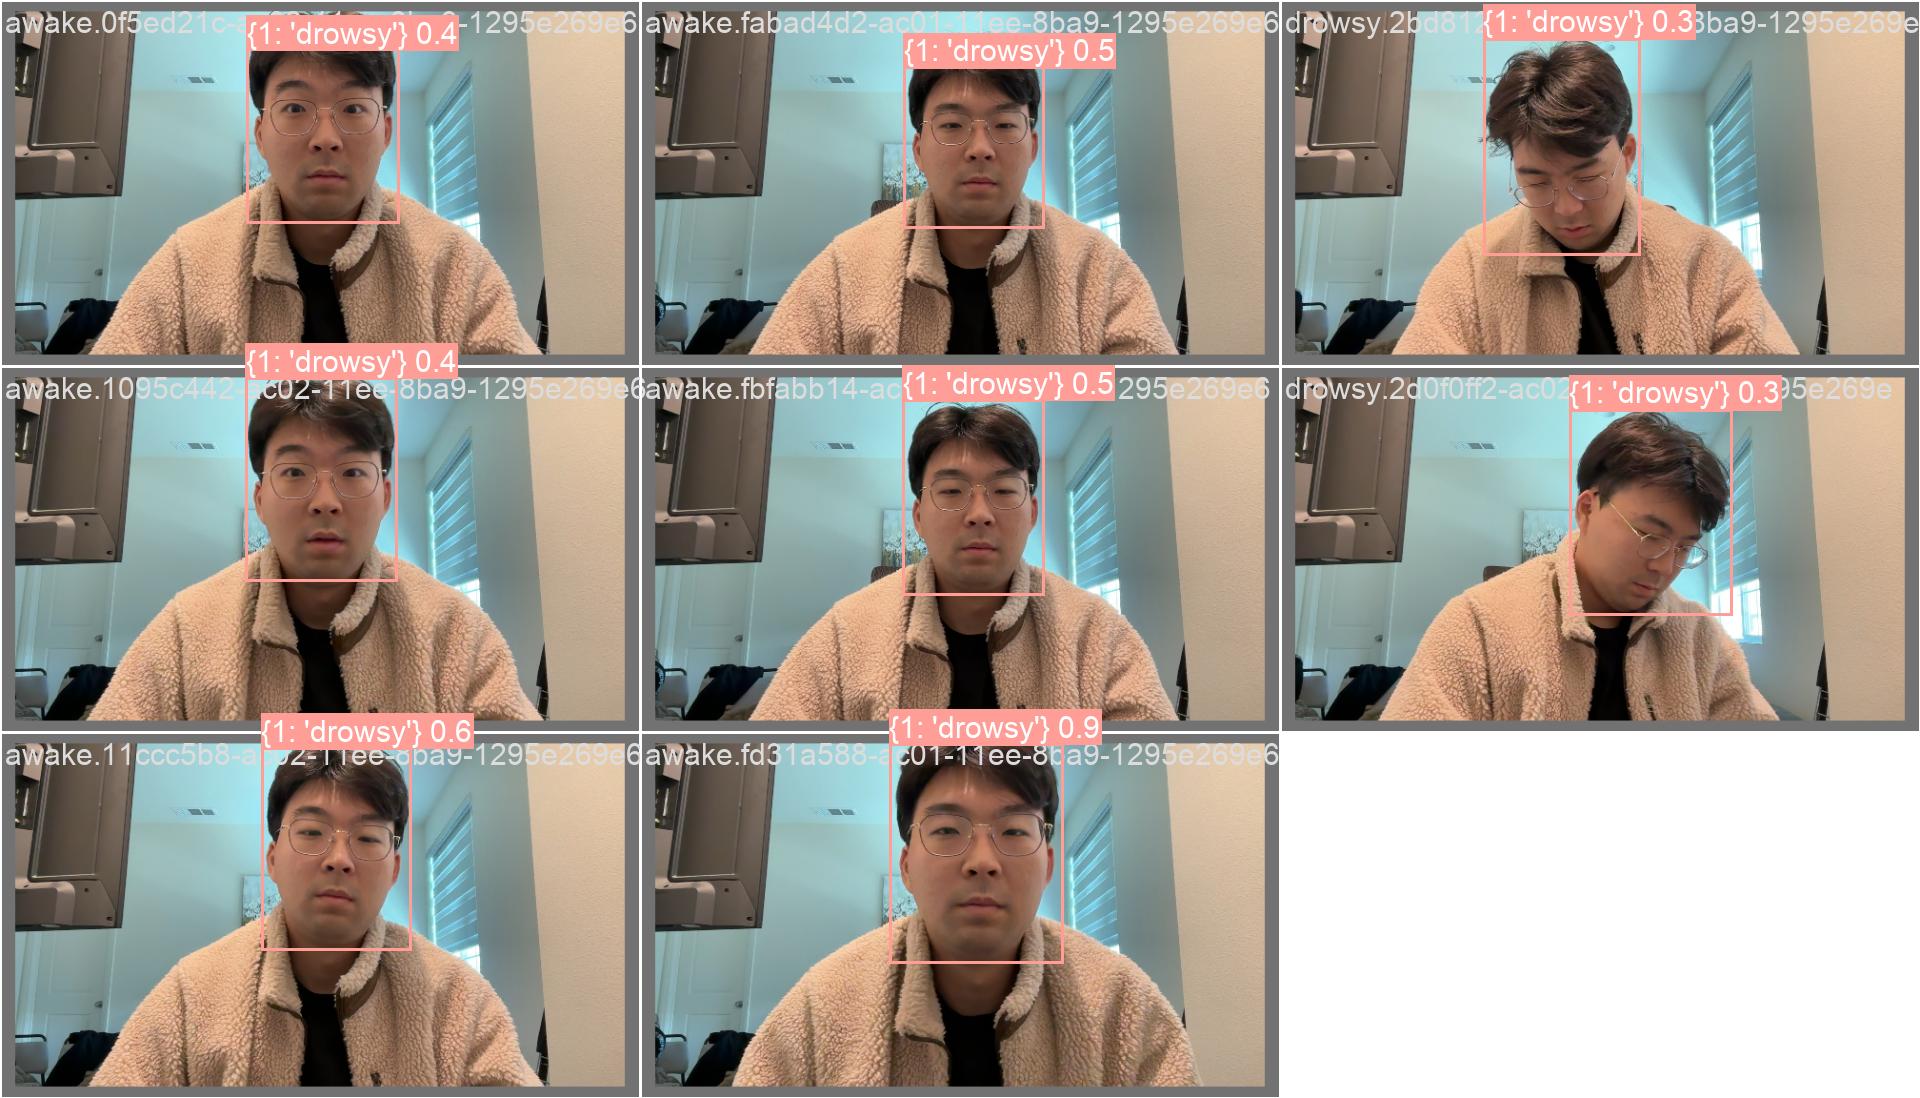 awake.0f5ed21c-a
-1295e269e6
{1: 'drowsy'} 0.4
awake.fabad4d2-ac01-11ee-8ba9-1295e269e6
{1: 'drowsy'} 0.5
drowsy.2bd812
8ba9-1295e269e
{1: 'drowsy'} 0.3
awake.1095c442-ac02-11ee-8ba9-1295e269e6
{1: 'drowsy'} 0.4
awake.fbfabb14-ac
295e269e6
{1: 'drowsy'} 0.5
drowsy.2d0f0ff2-ac02
95e269e
{1: 'drowsy'} 0.3
awake.11ccc5b8-ac02-11ee-8ba9-1295e269e6
{1: 'drowsy'} 0.6
awake.fd31a588-ac01-11ee-8ba9-1295e269e6
{1: 'drowsy'} 0.9